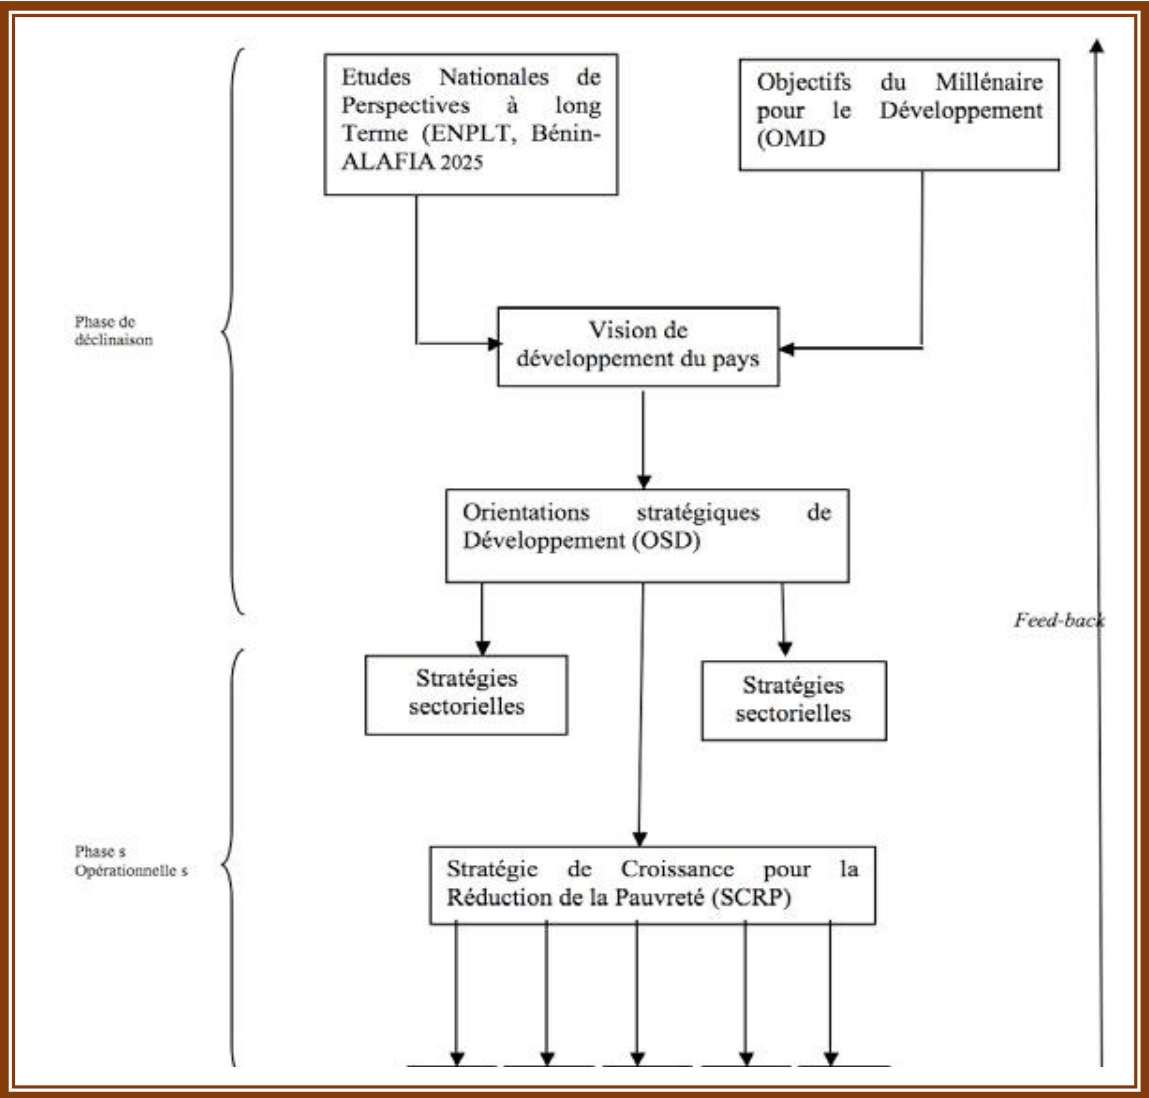 Etudes Nationales de
Perspectives à long
Terme (ENPLT, Bénin-
ALAFIA 2025
Objectifs du Millénaire
pour le Développement
(OMD
Phase de
déclinaison
Vision de
développement du pays
Orientations stratégiques de
Développement (OSD)
Feed-back
Stratégies
sectorielles
Stratégies
sectorielles
Phase s
Opérationnelle s
Stratégie de Croissance pour la
Réduction de la Pauvreté (SCRP)